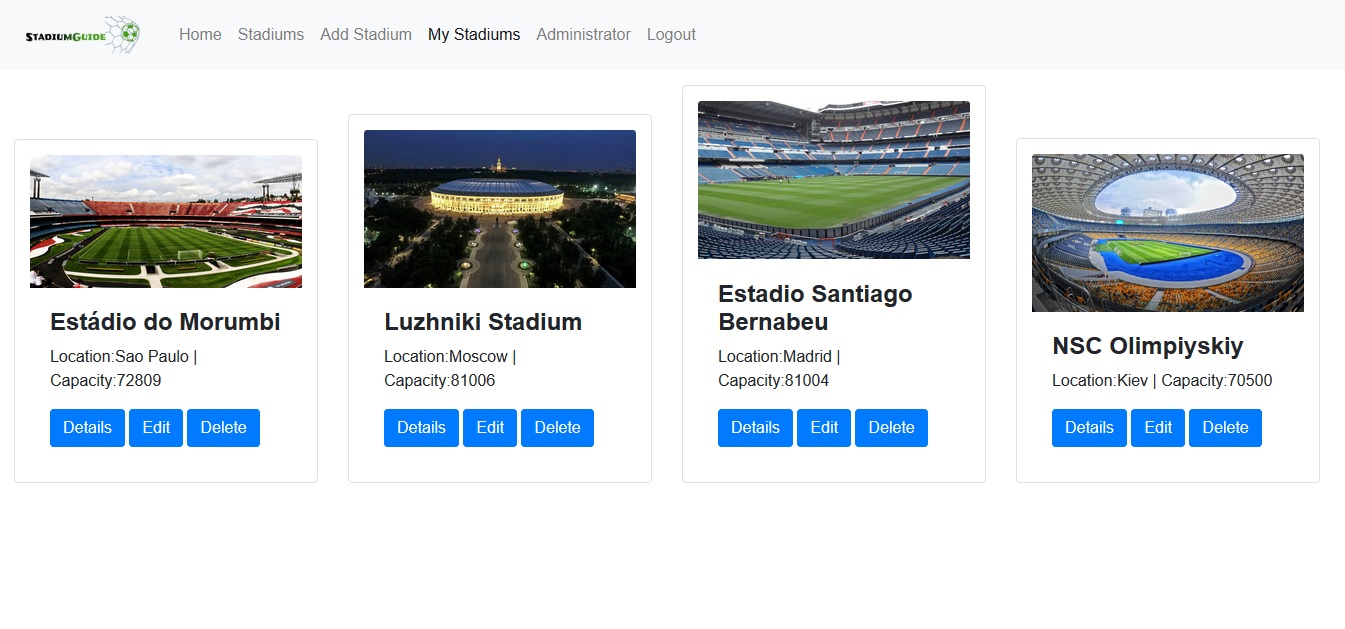 STADIUMGUIDE
Home Stadiums Add Stadium My Stadiums Administrator Logout
Estádio do Morumbi
Location:Sao Paulo |
Capacity:72809
Details Edit Delete
Luzhniki Stadium
Location:Moscow |
Capacity:81006
Details Edit Delete
Estadio Santiago
Bernabeu
Location:Madrid |
Capacity:81004
Details Edit Delete
NSC Olimpiyskiy
Location:Kiev | Capacity:70500
Details Edit Delete